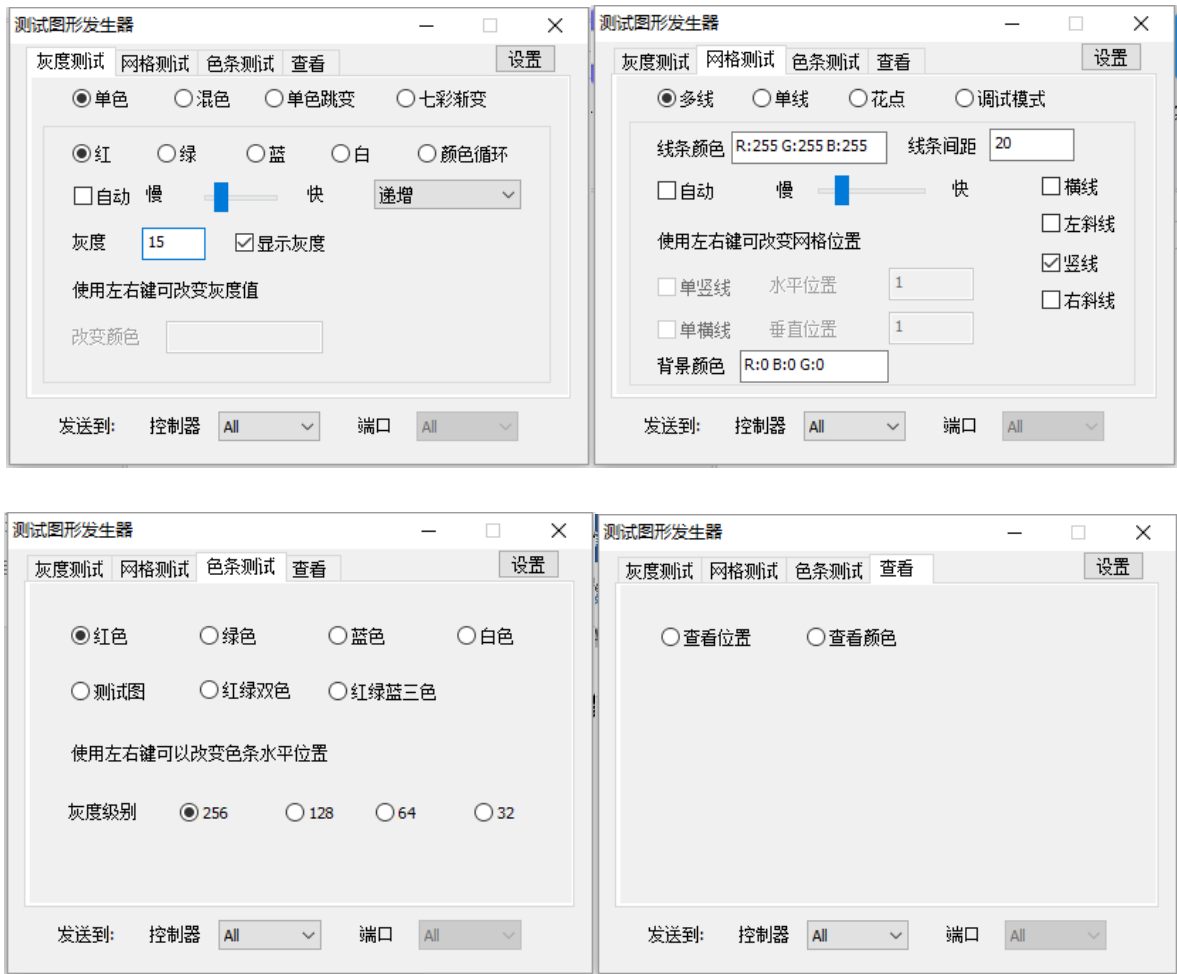 测试图形发生器
灰度测试 网格测试 色条测试 查看 设置
单色 混色 单色跳变 七彩渐变
红 绿 蓝 白 颜色循环
自动 慢 快 递增
灰度 15 显示灰度
使用左右键可改变灰度值
改变颜色
发送到: 控制器 All 端口 All
测试图形发生器
灰度测试 网格测试 色条测试 查看 设置
多线 单线 花点 调试模式
线条颜色 R:255 G:255 B:255 线条间距 20
自动 慢 快 横线
左斜线
使用左右键可改变网格位置
竖线
单竖线 水平位置 1
右斜线
单横线 垂直位置 1
背景颜色 R:0 B:0 G:0
发送到: 控制器 All 端口 All
测试图形发生器
灰度测试 网格测试 色条测试 查看 设置
红色 绿色 蓝色 白色
测试图 红绿双色 红绿蓝三色
使用左右键可以改变色条水平位置
灰度级别 256 128 64 32
发送到: 控制器 All 端口 All
测试图形发生器
灰度测试 网格测试 色条测试 查看 设置
查看位置 查看颜色
发送到: 控制器 All 端口 All